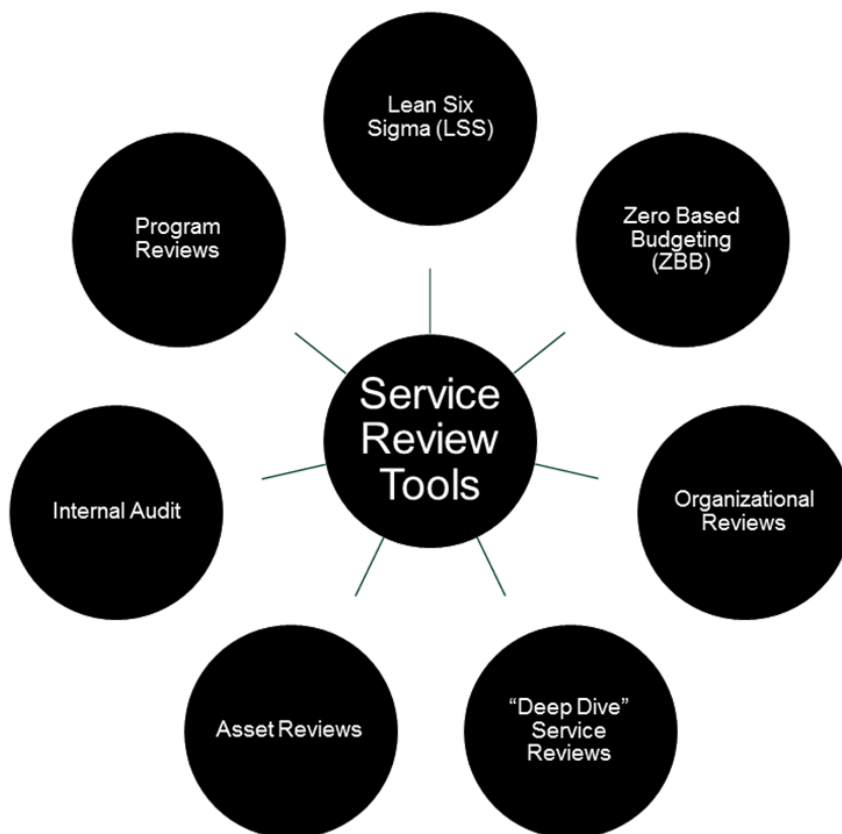 Lean Six
Sigma (LSS)
Zero Based
Budgeting
(ZBB)
Organizational
Reviews
“Deep Dive”
Service
Reviews
Asset Reviews
Internal Audit
Program
Reviews
Service
Review
Tools